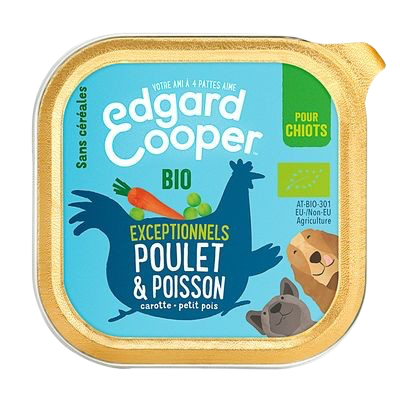 VOTRE AMI À 4 PATTES AIME
edgard
Cooper™
Sans céréales
POUR
CHIOTS
BIO
AT-BIO-301
EU-/Non-EU
Agriculture
EXCEPTIONNELS
POULET
& POISSON
carotte - petit pois